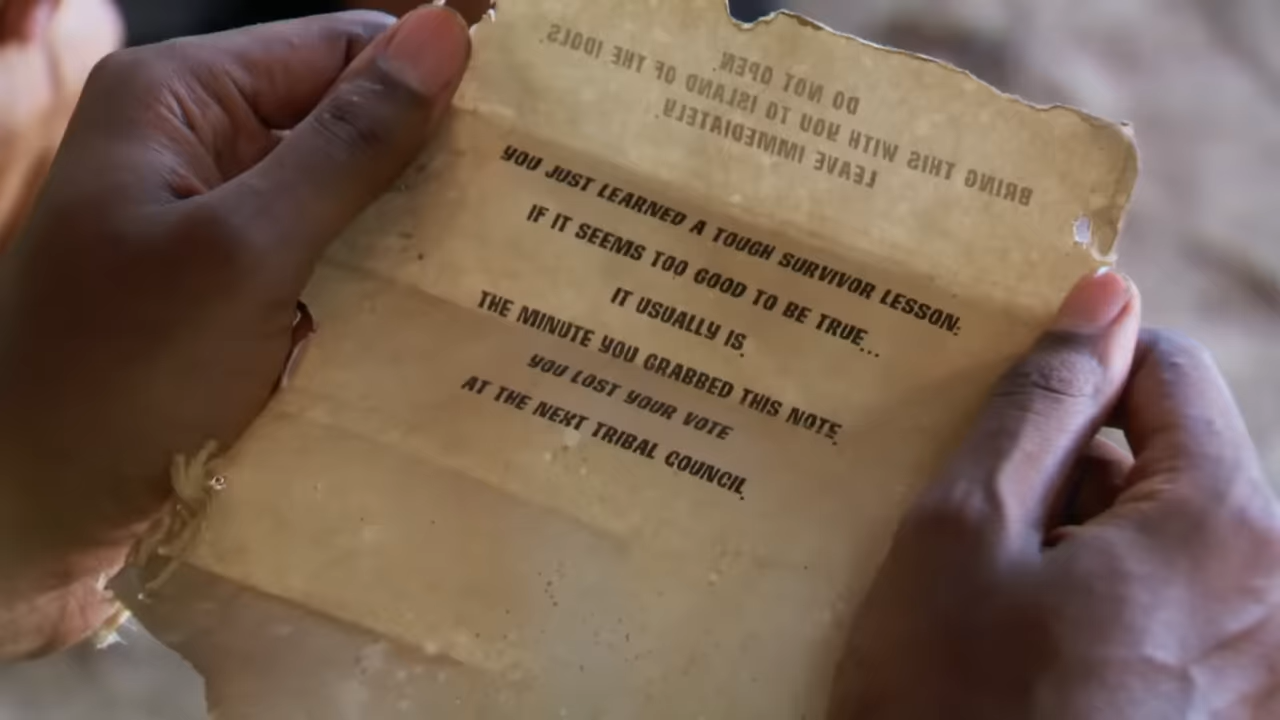 DO NOT OPEN.
BRING THIS WITH YOU TO ISLAND OF THE IDOLS.
LEAVE IMMEDIATELY.
YOU JUST LEARNED A TOUGH SURVIVOR LESSON:
IF IT SEEMS TOO GOOD TO BE TRUE...
IT USUALLY IS.
THE MINUTE YOU GRABBED THIS NOTE,
YOU LOST YOUR VOTE
AT THE NEXT TRIBAL COUNCIL.